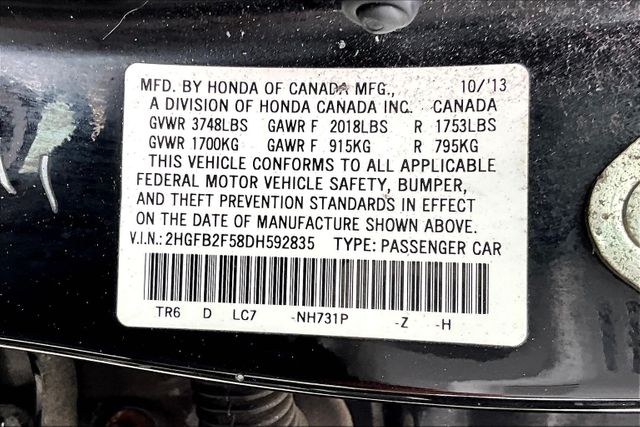 MFD. BY HONDA OF CANADA MFG., 10/'13
A DIVISION OF HONDA CANADA INC. CANADA
GVWR 3748LBS GAWR F 2018LBS R 1753LBS
GVWR 1700KG GAWR F 915KG R 795KG
THIS VEHICLE CONFORMS TO ALL APPLICABLE
FEDERAL MOTOR VEHICLE SAFETY, BUMPER,
AND THEFT PREVENTION STANDARDS IN EFFECT
ON THE DATE OF MANUFACTURE SHOWN ABOVE.
V.I.N.: 2HGFB2F58DH592835 TYPE: PASSENGER CAR
TR6 D LC7 -NH731P -Z -H